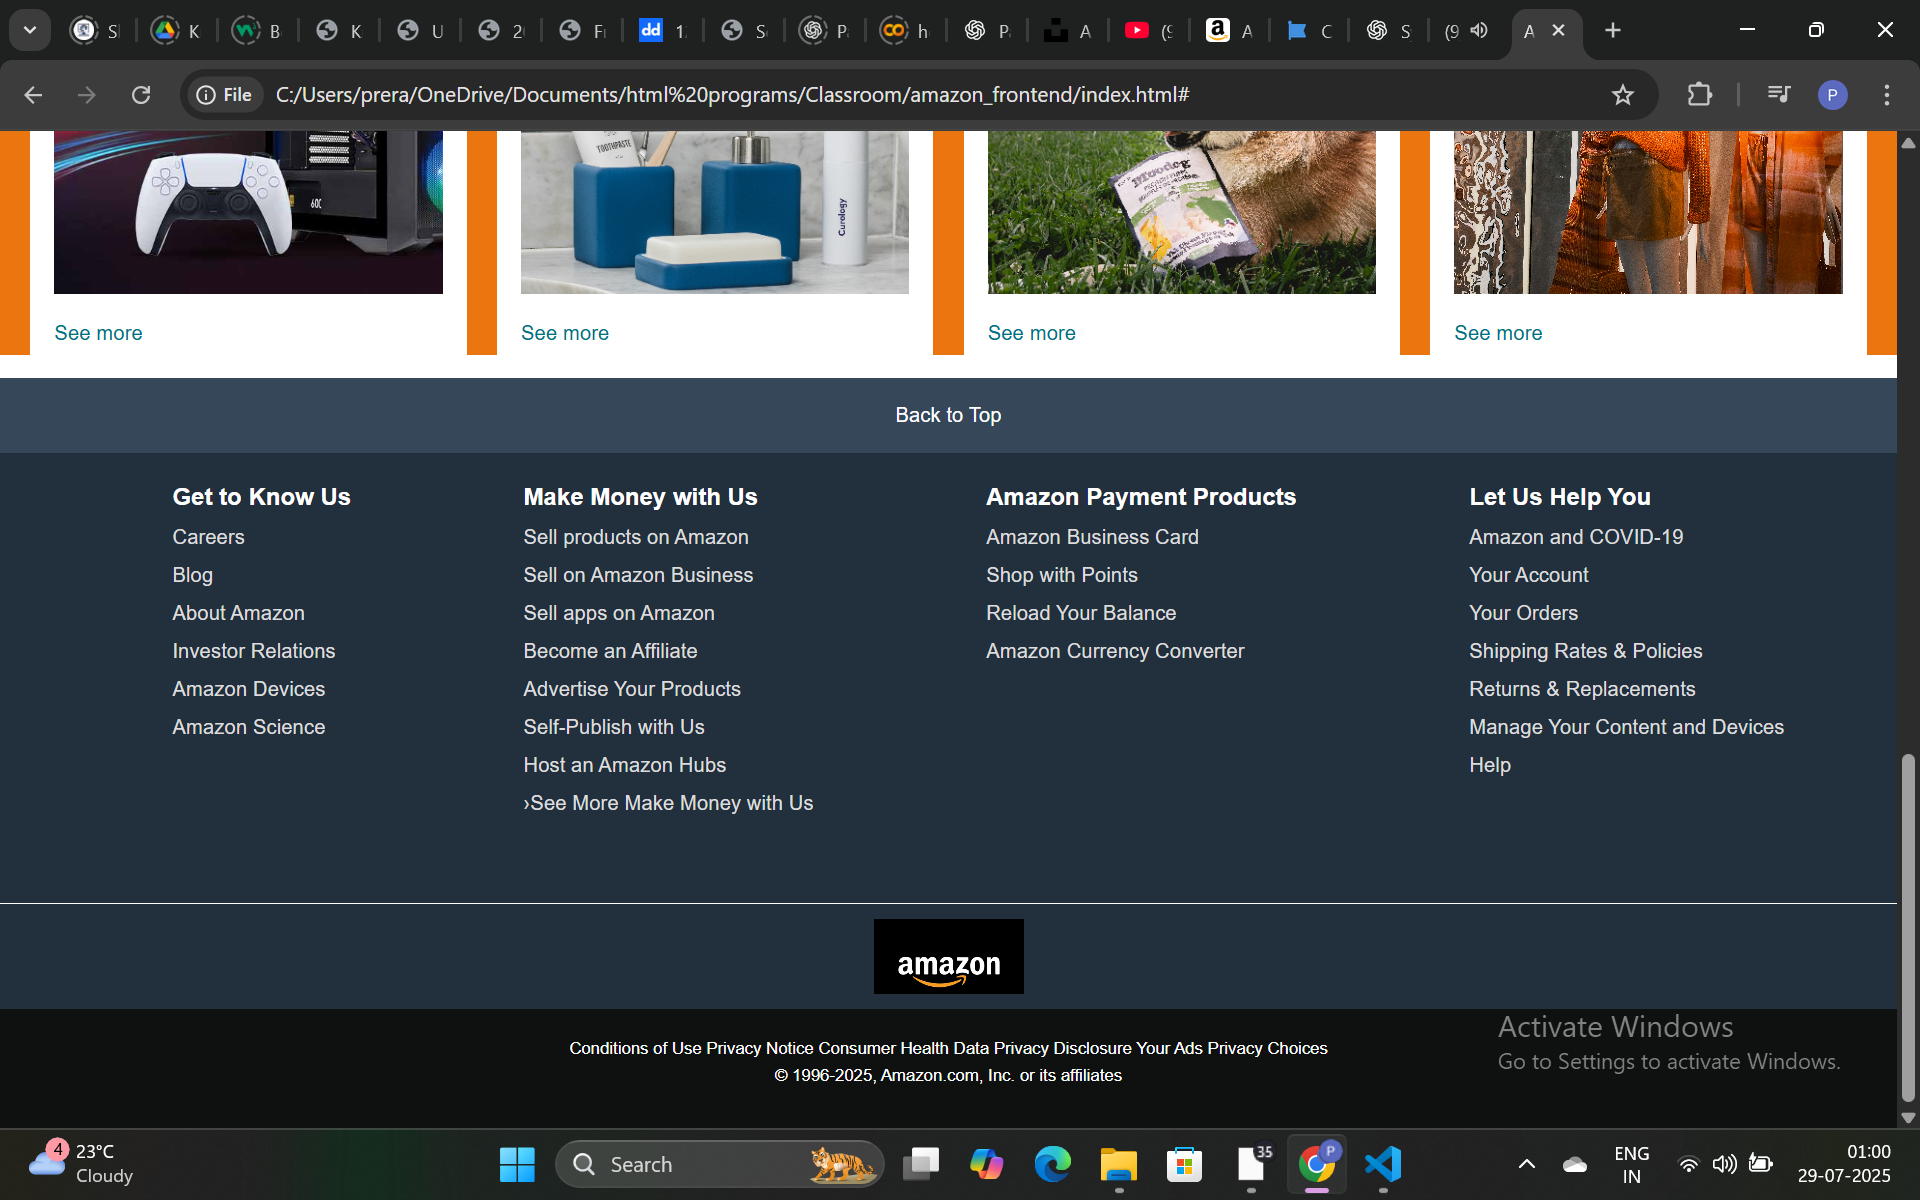 S
K
B
K
U
2
F
1
S
P
h
P
A
(9
A
C
S
(9
A
File
C:/Users/prera/OneDrive/Documents/html%20programs/Classroom/amazon_frontend/index.html#
P
TOOTHPASTE
Curology
See more
See more
See more
See more
Back to Top
Get to Know Us
Careers
Blog
About Amazon
Investor Relations
Amazon Devices
Amazon Science
Make Money with Us
Sell products on Amazon
Sell on Amazon Business
Sell apps on Amazon
Become an Affiliate
Advertise Your Products
Self-Publish with Us
Host an Amazon Hubs
›See More Make Money with Us
Amazon Payment Products
Amazon Business Card
Shop with Points
Reload Your Balance
Amazon Currency Converter
Let Us Help You
Amazon and COVID-19
Your Account
Your Orders
Shipping Rates & Policies
Returns & Replacements
Manage Your Content and Devices
Help
amazon
Conditions of Use Privacy Notice Consumer Health Data Privacy Disclosure Your Ads Privacy Choices
© 1996-2025, Amazon.com, Inc. or its affiliates
Activate Windows
Go to Settings to activate Windows.
4
23°C
Cloudy
Search
35
P
ENG
IN
01:00
29-07-2025